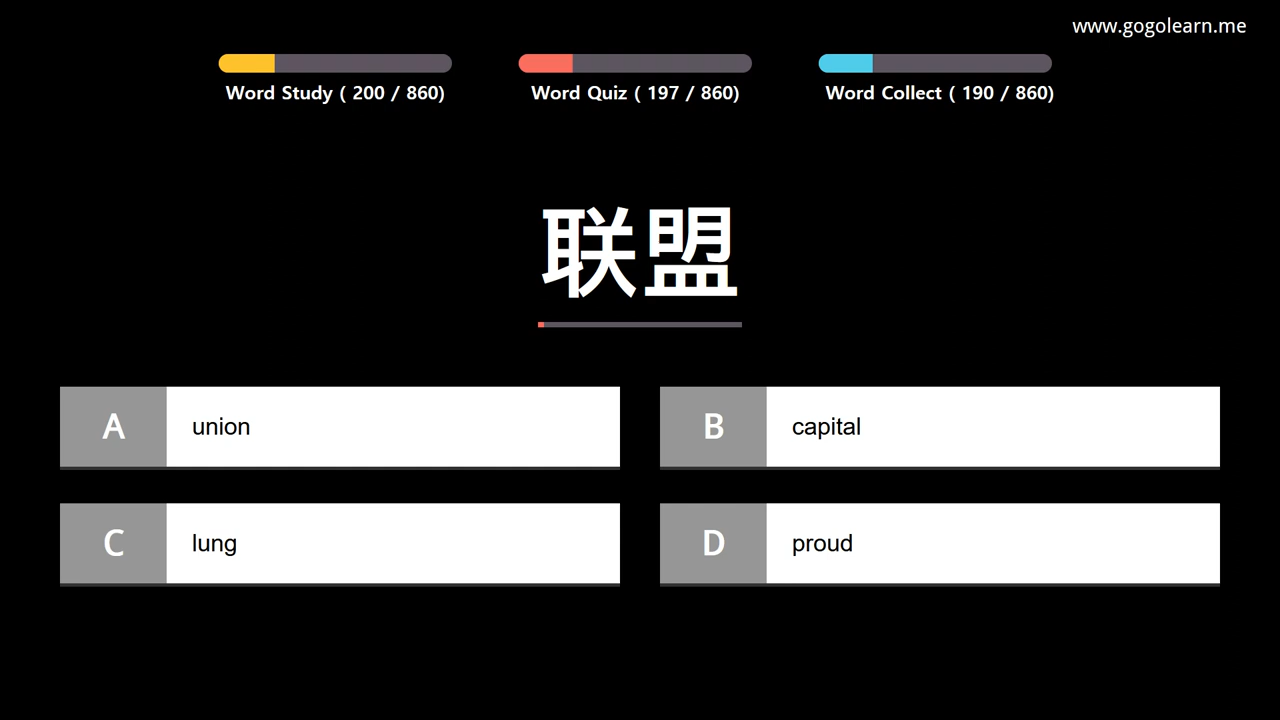 www.gogolearn.me
Word Study ( 200 / 860)
Word Quiz ( 197 / 860)
Word Collect ( 190 / 860)
联盟
A union
B capital
C lung
D proud